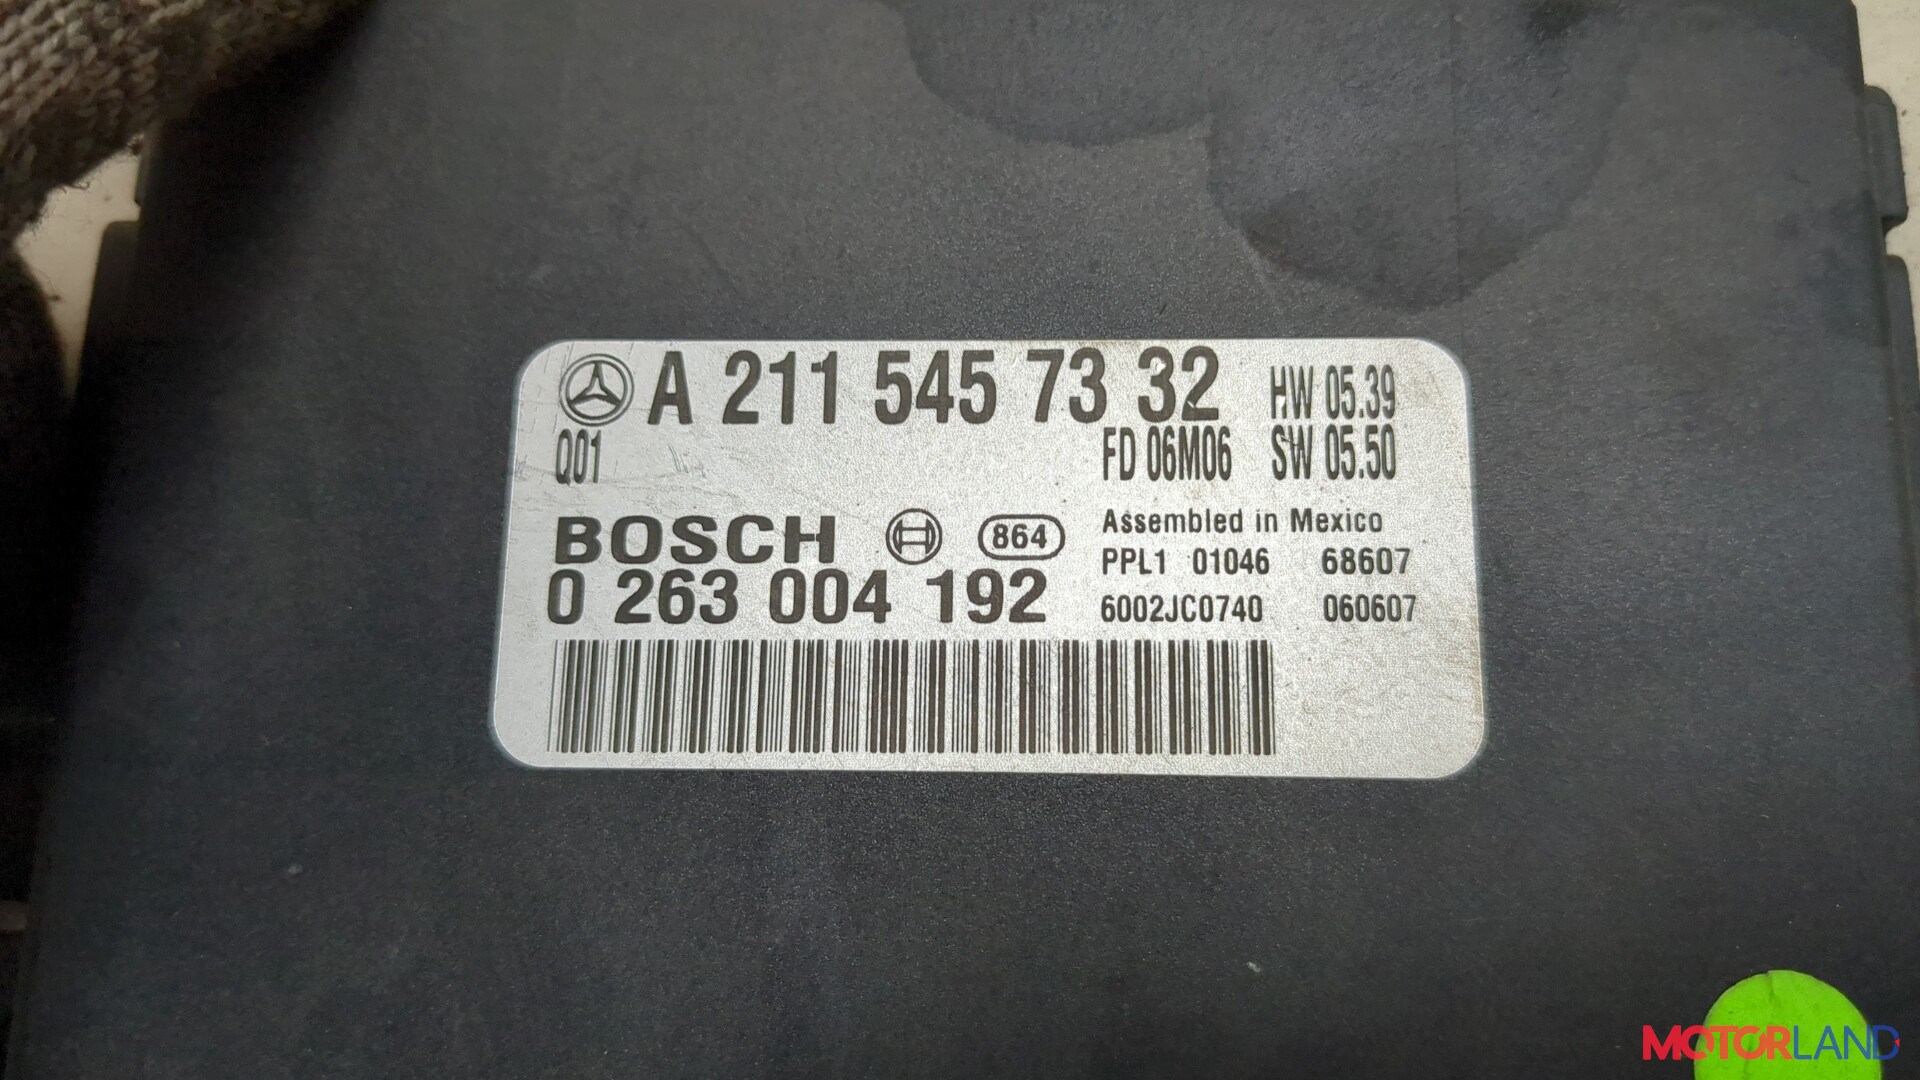 A 211 545 73 32 HW 05.39
Q01 FD 06M06 SW 05.50
BOSCH 864 Assembled in Mexico
PPL1 01046 68607
0 263 004 192 6002JC0740 060607
MOTORLAND